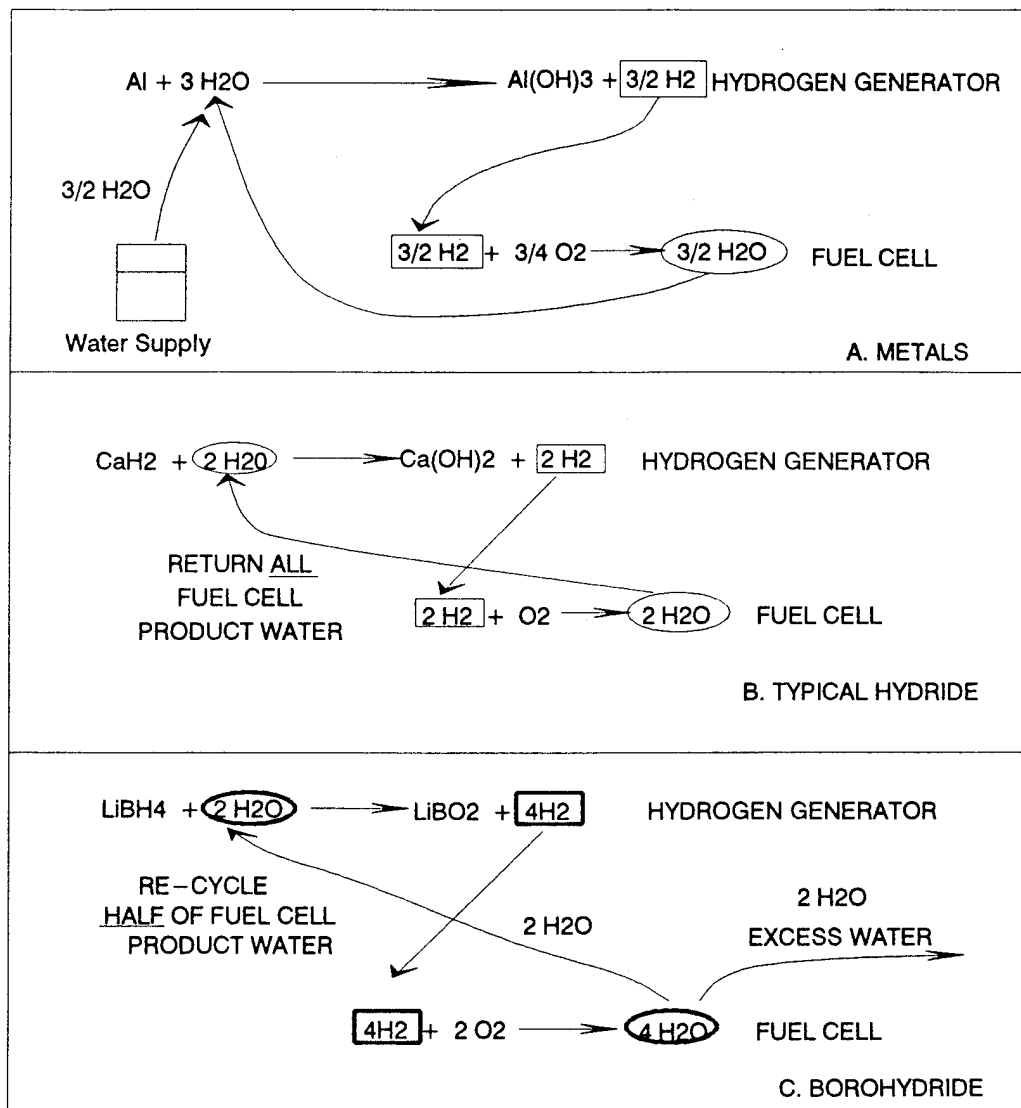 Al + 3 H2O Al(OH)3 + 3/2 H2 HYDROGEN GENERATOR
3/2 H2O
3/2 H2 + 3/4 O2 3/2 H2O FUEL CELL
Water Supply
A. METALS
CaH2 + 2 H20 Ca(OH)2 + 2 H2 HYDROGEN GENERATOR
RETURN ALL
FUEL CELL
PRODUCT WATER
2 H2 + O2 2 H2O FUEL CELL
B. TYPICAL HYDRIDE
LiBH4 + 2 H2O LiBO2 + 4H2 HYDROGEN GENERATOR
RE-CYCLE
HALF OF FUEL CELL
PRODUCT WATER
2 H2O
2 H2O
EXCESS WATER
4H2 + 2 O2 4 H2O FUEL CELL
C. BOROHYDRIDE